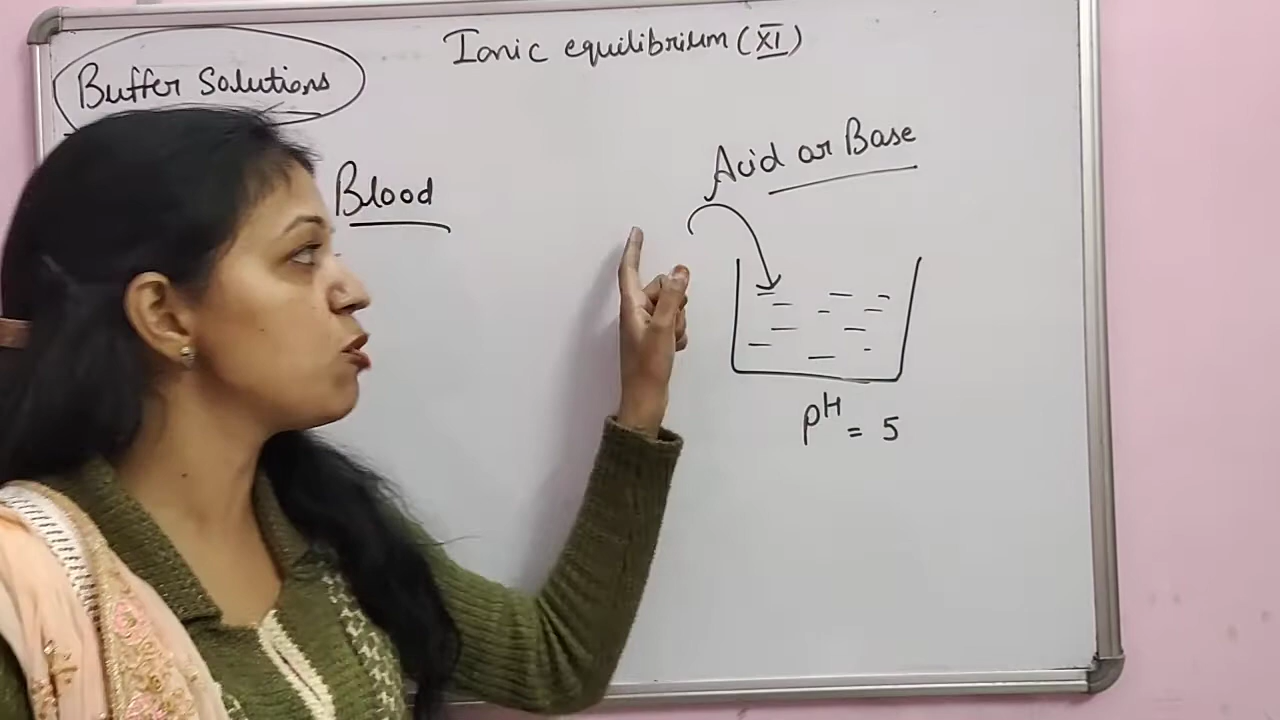 Ionic equilibrium (XI)
Buffer Solutions
Acid or Base
Blood
pH = 5